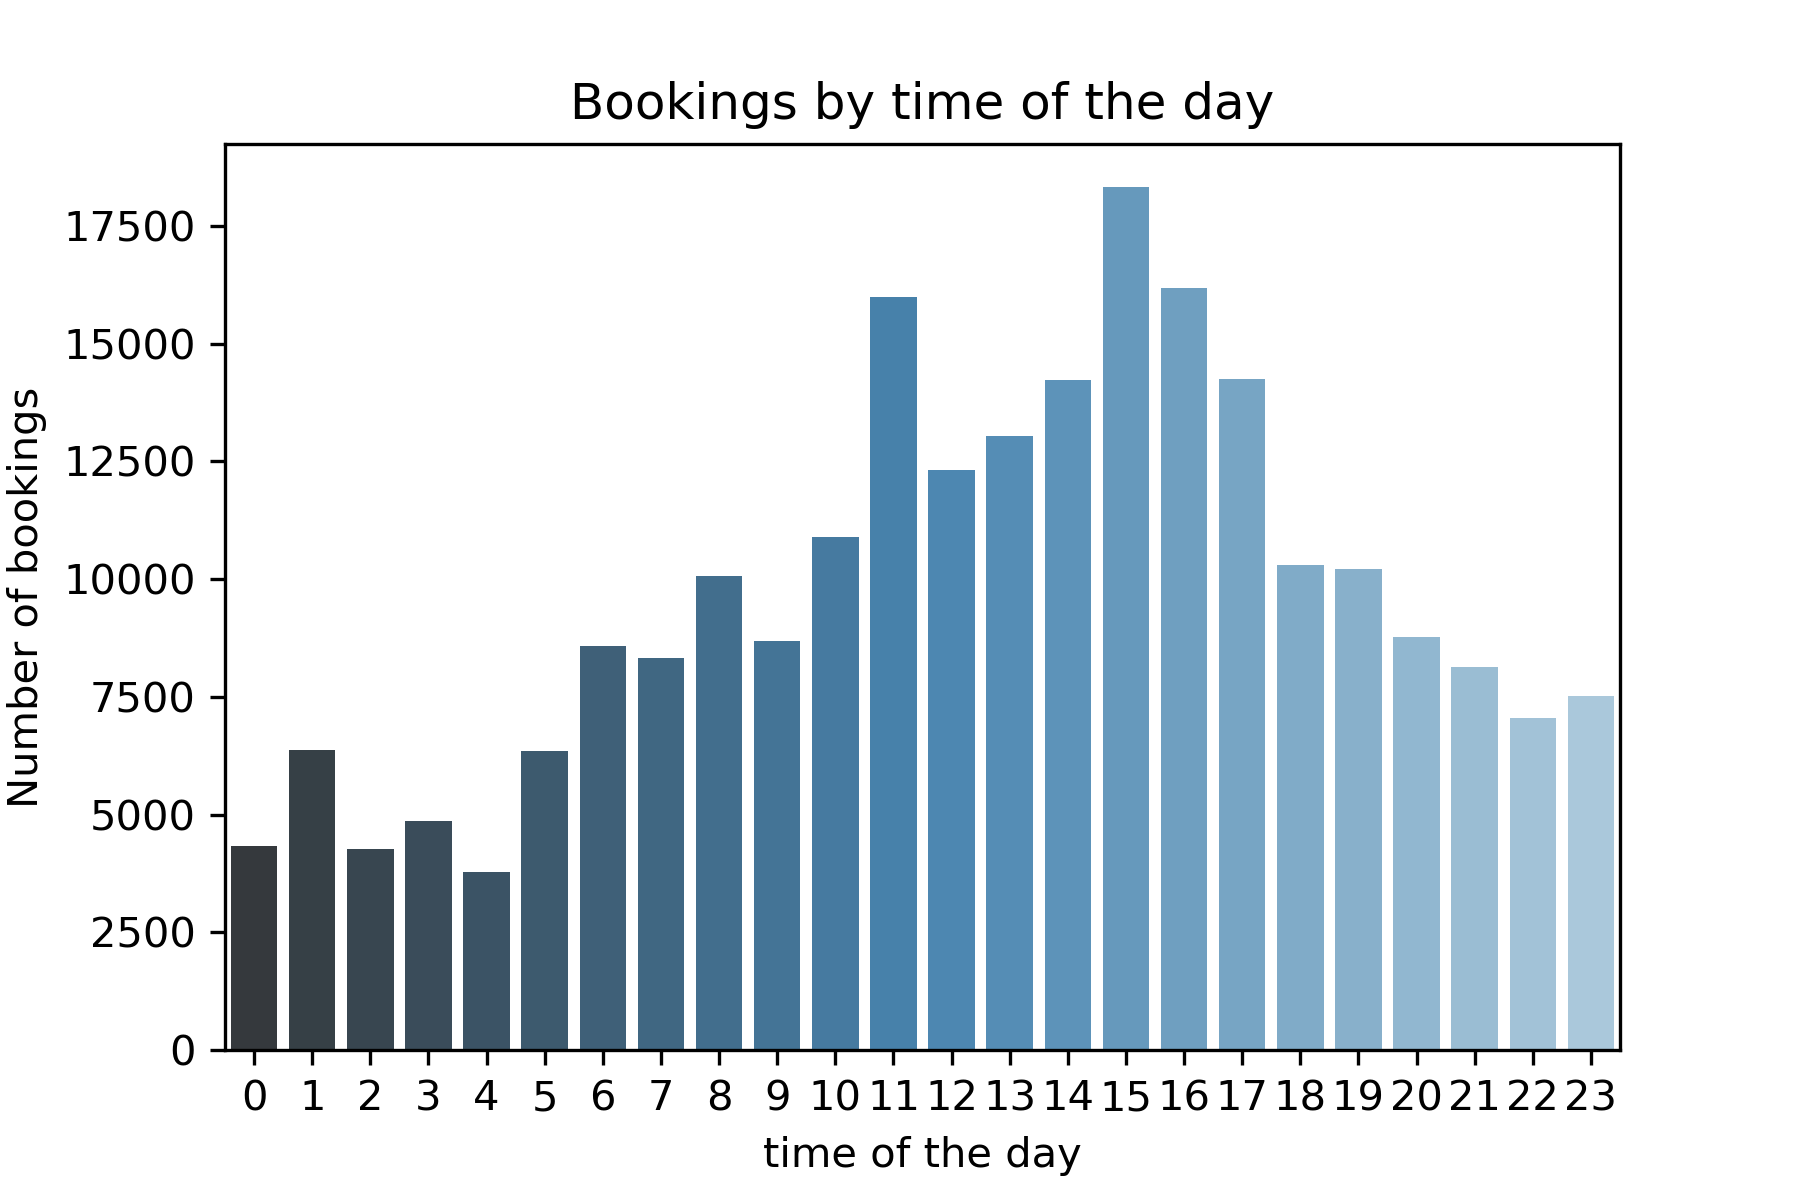 Bookings by time of the day
Number of bookings
17500
15000
12500
10000
7500
5000
2500
0
0 1 2 3 4 5 6 7 8 9 10 11 12 13 14 15 16 17 18 19 20 21 22 23
time of the day